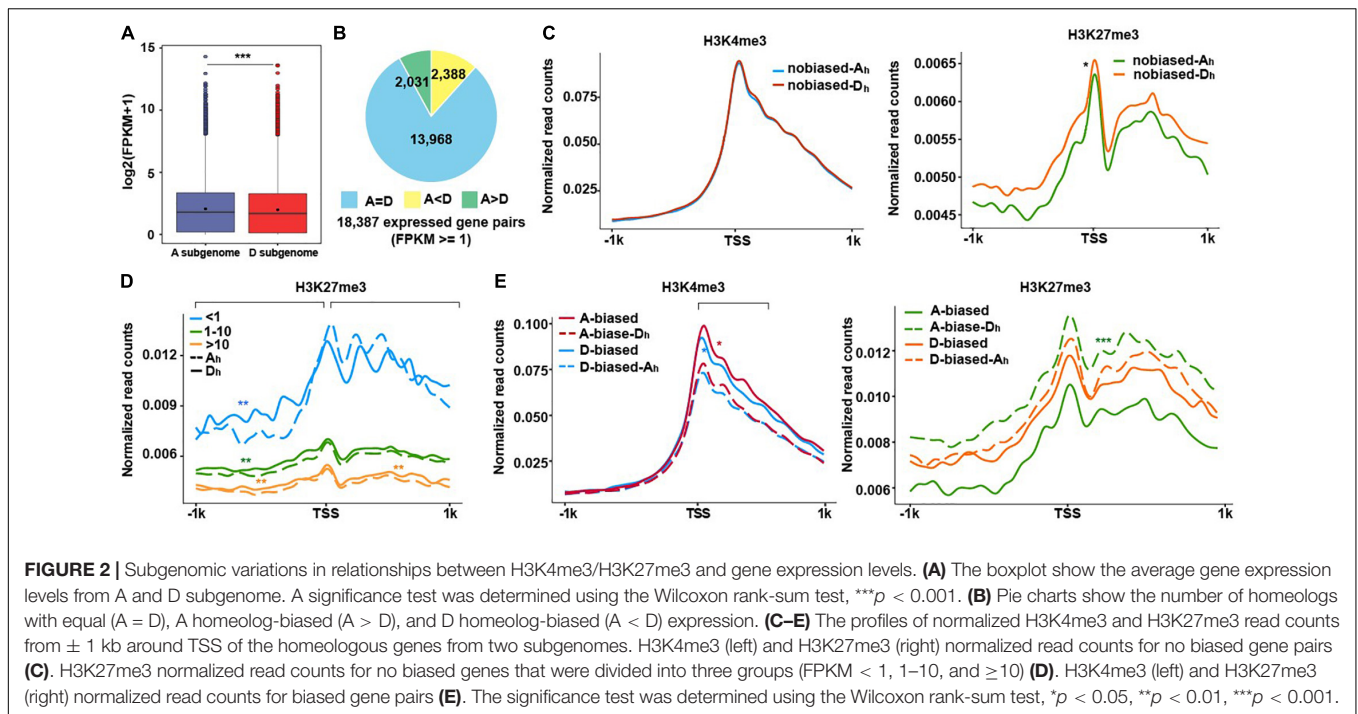 A
15
10
5
0
log2(FPKM+1)
***
A subgenome
D subgenome
B
2,031
2,388
13,968
A=D
A<D
A>D
18,387 expressed gene pairs
(FPKM >= 1)
C
H3K4me3
Normalized read counts
0.075
0.050
0.025
nobiased-Ah
nobiased-Dh
-1k
TSS
1k
H3K27me3
Normalized read counts
0.0065
0.0060
0.0055
0.0050
0.0045
*
nobiased-Ah
nobiased-Dh
-1k
TSS
1k
D
H3K27me3
Normalized read counts
0.012
0.009
0.006
<1
1-10
>10
Ah
Dh
**
**
**
**
-1k
TSS
1k
E
H3K4me3
Normalized read counts
0.100
0.075
0.050
0.025
A-biased
A-biase-Dh
D-biased
D-biased-Ah
*
*
-1k
TSS
1k
H3K27me3
Normalized read counts
0.012
0.010
0.008
0.006
A-biased
A-biase-Dh
D-biased
D-biased-Ah
***
-1k
TSS
1k
FIGURE 2 | Subgenomic variations in relationships between H3K4me3/H3K27me3 and gene expression levels. (A) The boxplot show the average gene expression
levels from A and D subgenome. A significance test was determined using the Wilcoxon rank-sum test, ***p < 0.001. (B) Pie charts show the number of homeologs
with equal (A = D), A homeolog-biased (A > D), and D homeolog-biased (A < D) expression. (C–E) The profiles of normalized H3K4me3 and H3K27me3 read counts
from ± 1 kb around TSS of the homeologous genes from two subgenomes. H3K4me3 (left) and H3K27me3 (right) normalized read counts for no biased gene pairs
(C). H3K27me3 normalized read counts for no biased genes that were divided into three groups (FPKM < 1, 1–10, and ≥10) (D). H3K4me3 (left) and H3K27me3
(right) normalized read counts for biased gene pairs (E). The significance test was determined using the Wilcoxon rank-sum test, *p < 0.05, **p < 0.01, ***p < 0.001.